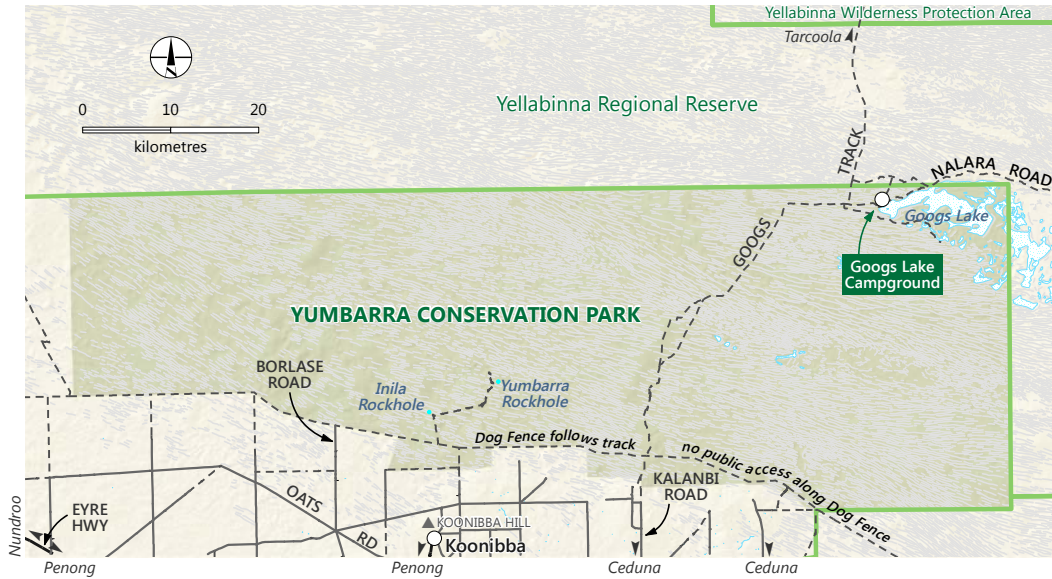 Yellabinna Wilderness Protection Area
Tarcoola
N
0 10 20
kilometres
Yellabinna Regional Reserve
TRACK
NALARA ROAD
Googs Lake
GOOGS
Googs Lake
Campground
YUMBARRA CONSERVATION PARK
BORLASE
ROAD
Inila
Rockhole
Yumbarra
Rockhole
Dog Fence follows track
no public access along Dog Fence
KALANBI
ROAD
OATS
RD
EYRE
HWY
Nundroo
KOONIBBA HILL
Koonibba
Penong
Penong
Ceduna
Ceduna